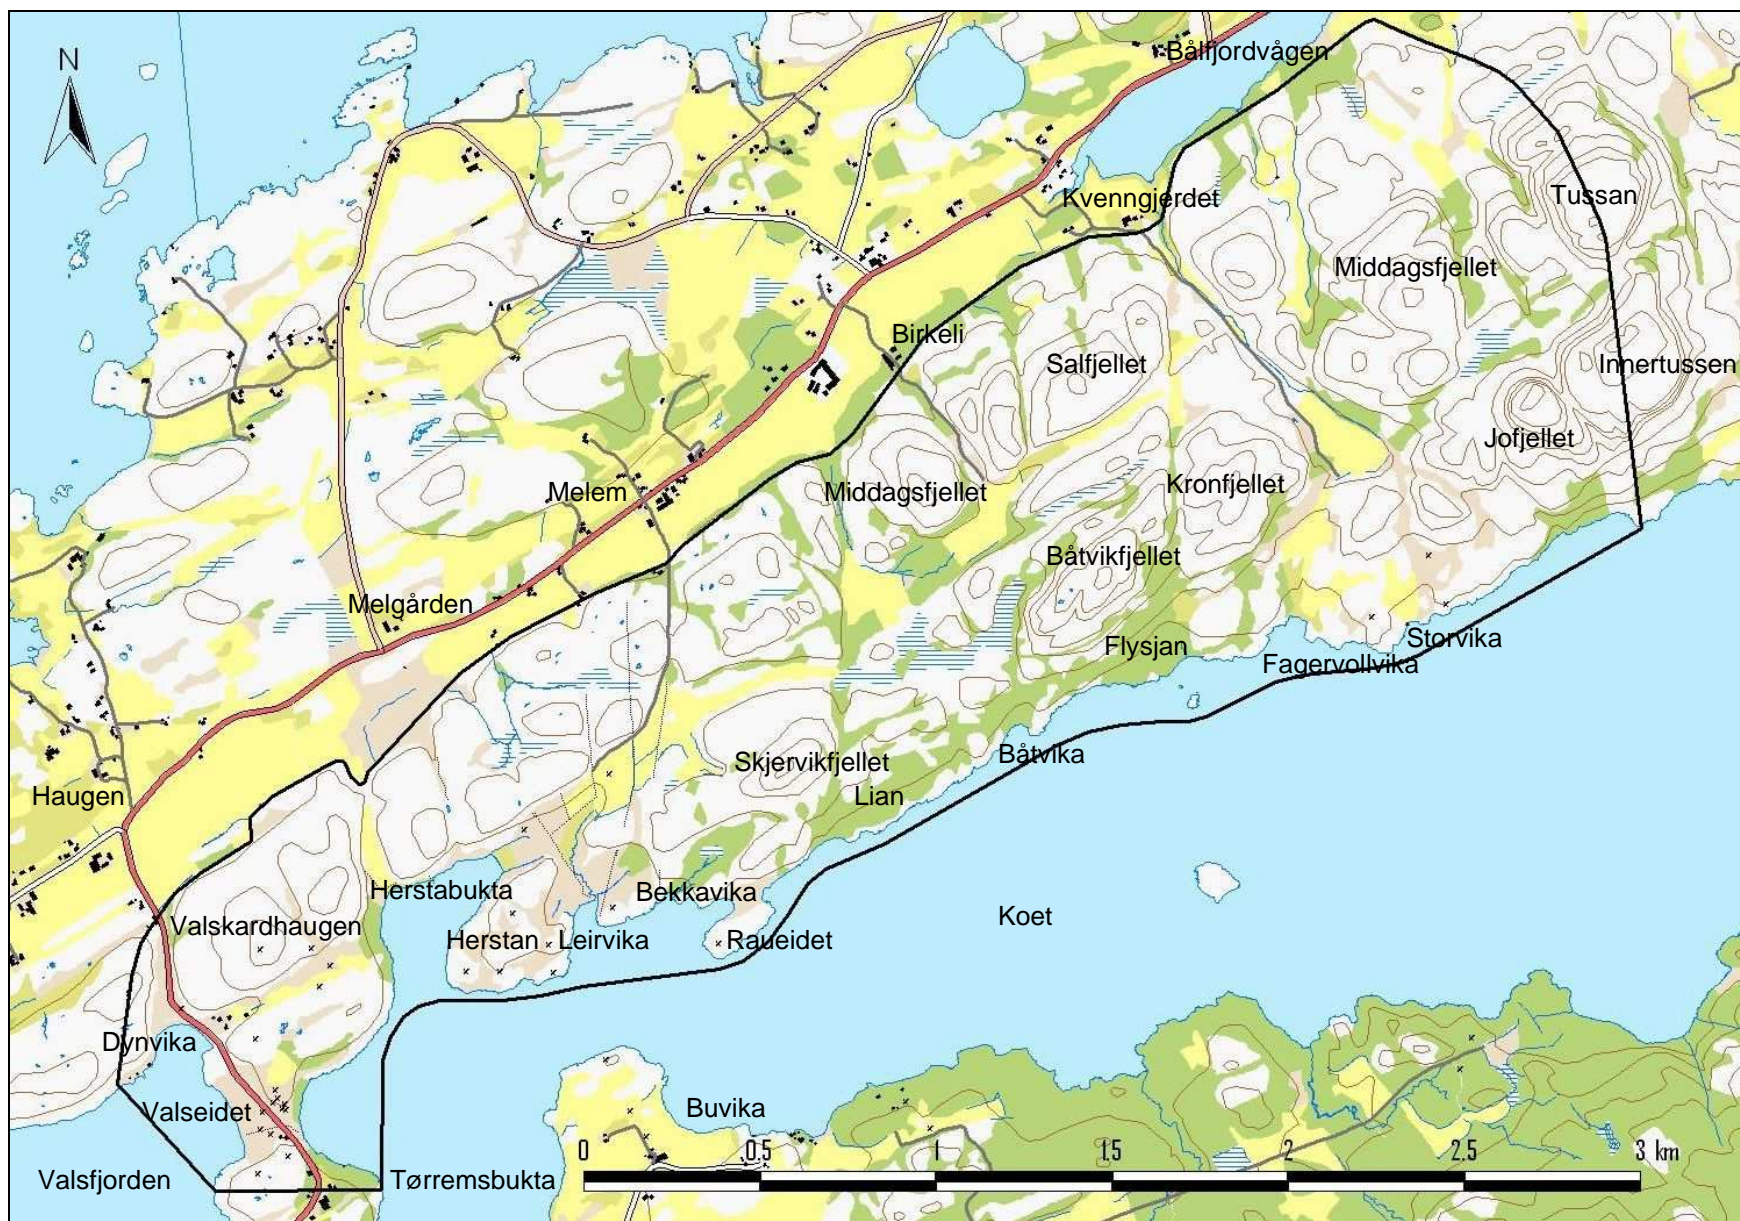 N
Bålfjordvågen
Kvenngjerdet
Tussan
Middagsfjellet
Birkeli
Salfjellet
Innertussen
Jofjellet
Melem
Middagsfjellet
Kronfjellet
Båtvikfjellet
Melgården
Flysjan
Storvika
Fagervollvika
Skjervikfjellet
Båtvika
Haugen
Lian
Herstabukta
Bekkavika
Valskardhaugen
Herstan
Leirvika
Raueidet
Koet
Dynvika
Valseidet
Buvika
0 0.5 1 1.5 2 2.5 3 km
Valsfjorden
Tørremsbukta